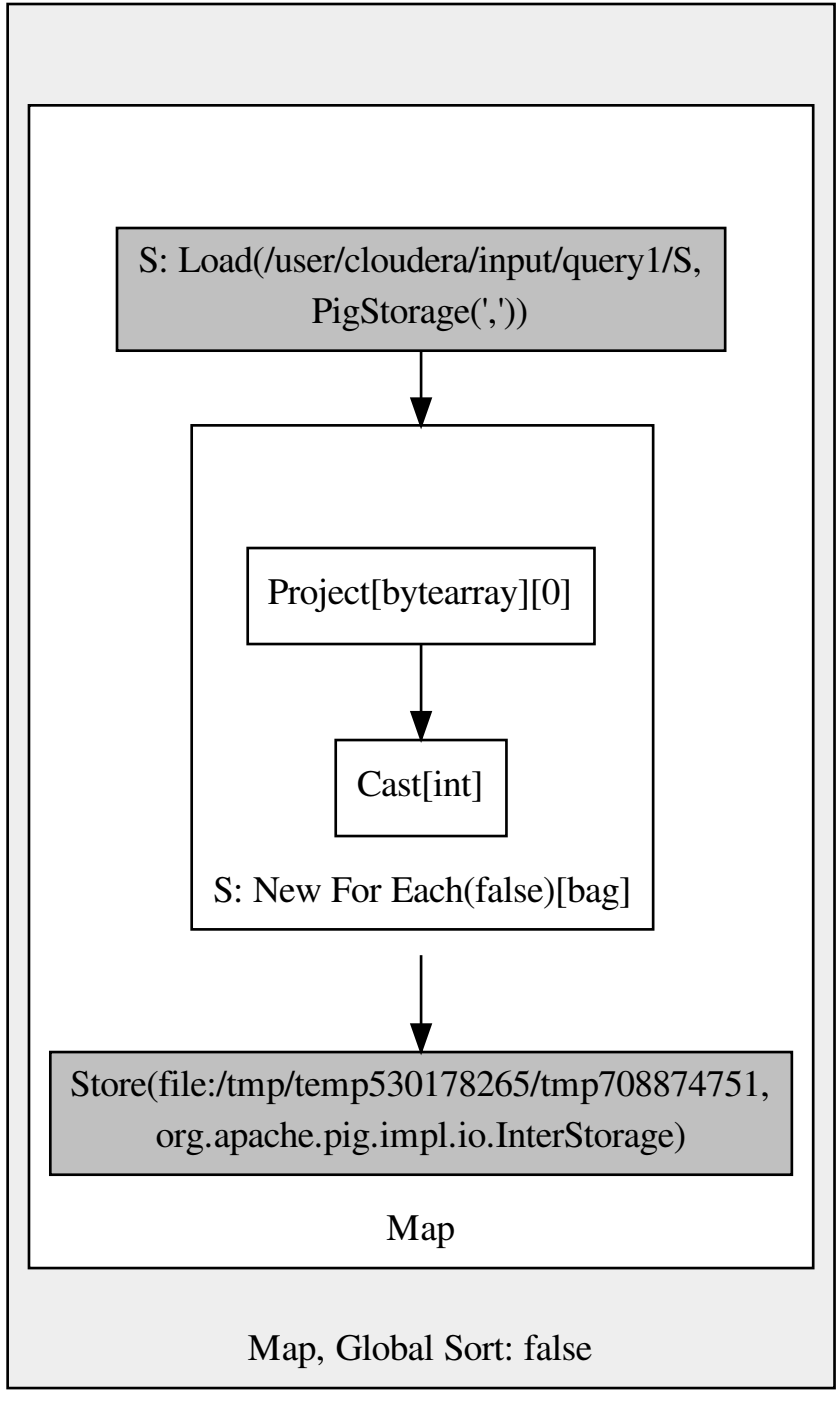 S: Load(/user/cloudera/input/query1/S,
PigStorage(','))
Project[bytearray][0]
Cast[int]
S: New For Each(false)[bag]
Store(file:/tmp/temp530178265/tmp708874751,
org.apache.pig.impl.io.InterStorage)
Map
Map, Global Sort: false